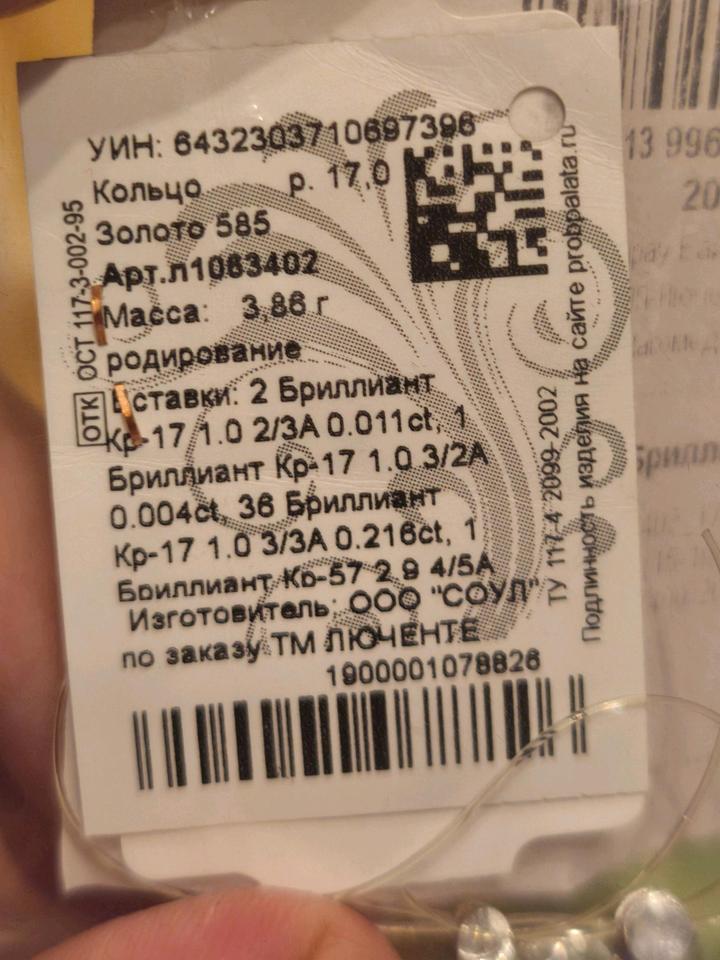 УИН: 6432303710697396
Кольцо р. 17,0
Золото 585
Арт.л1063402
Масса: 3,86 г
родирование
Вставки: 2 Бриллиант
Кр-17 1.0 2/3А 0.011ct, 1
Бриллиант Кр-17 1.0 3/2А
0.004ct, 36 Бриллиант
Кр-17 1.0 3/3А 0.216ct, 1
Бриллиант Кр-57 2.9 4/5А
Изготовитель: ООО "СОУЛ"
по заказу ТМ ЛЮЧЕНТЕ
1900001078826
ОТК ОСТ 117-3-002-95
ТУ 117-4-2099-2002
Подлинность изделия на сайте probpalata.ru
13 996
20